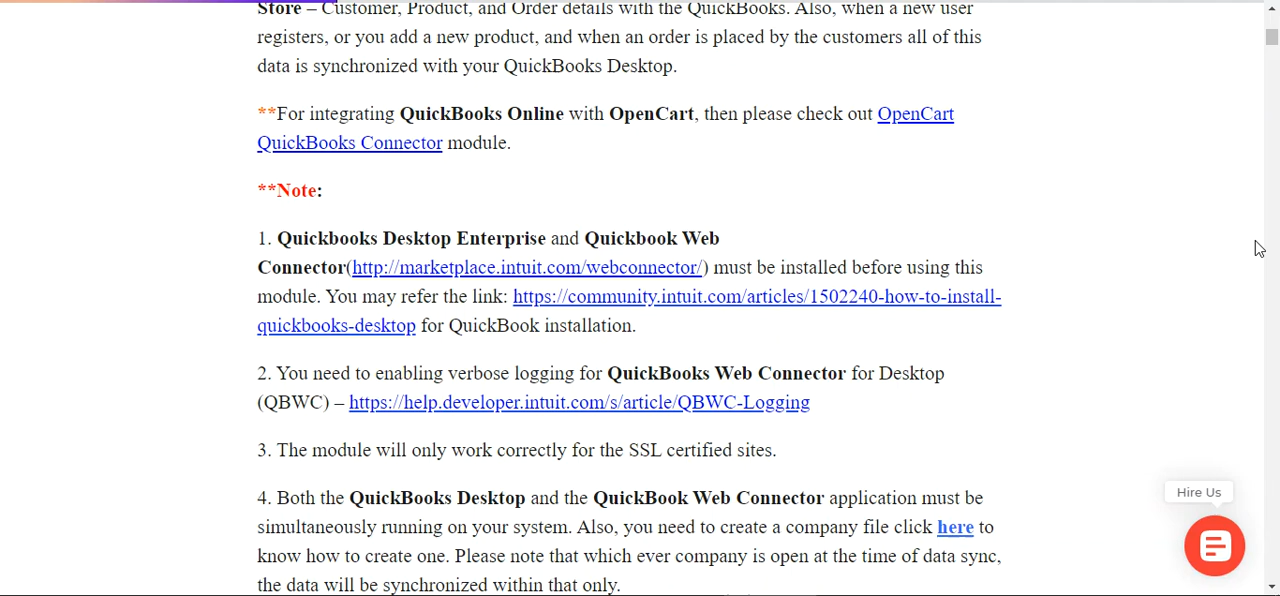 Store – Customer, Product, and Order details with the QuickBooks. Also, when a new user
registers, or you add a new product, and when an order is placed by the customers all of this
data is synchronized with your QuickBooks Desktop.
**For integrating QuickBooks Online with OpenCart, then please check out OpenCart
QuickBooks Connector module.
**Note:
1. Quickbooks Desktop Enterprise and Quickbook Web
Connector(http://marketplace.intuit.com/webconnector/) must be installed before using this
module. You may refer the link: https://community.intuit.com/articles/1502240-how-to-install-
quickbooks-desktop for QuickBook installation.
2. You need to enabling verbose logging for QuickBooks Web Connector for Desktop
(QBWC) – https://help.developer.intuit.com/s/article/QBWC-Logging
3. The module will only work correctly for the SSL certified sites.
4. Both the QuickBooks Desktop and the QuickBook Web Connector application must be
simultaneously running on your system. Also, you need to create a company file click here to
know how to create one. Please note that which ever company is open at the time of data sync,
the data will be synchronized within that only.
Hire Us